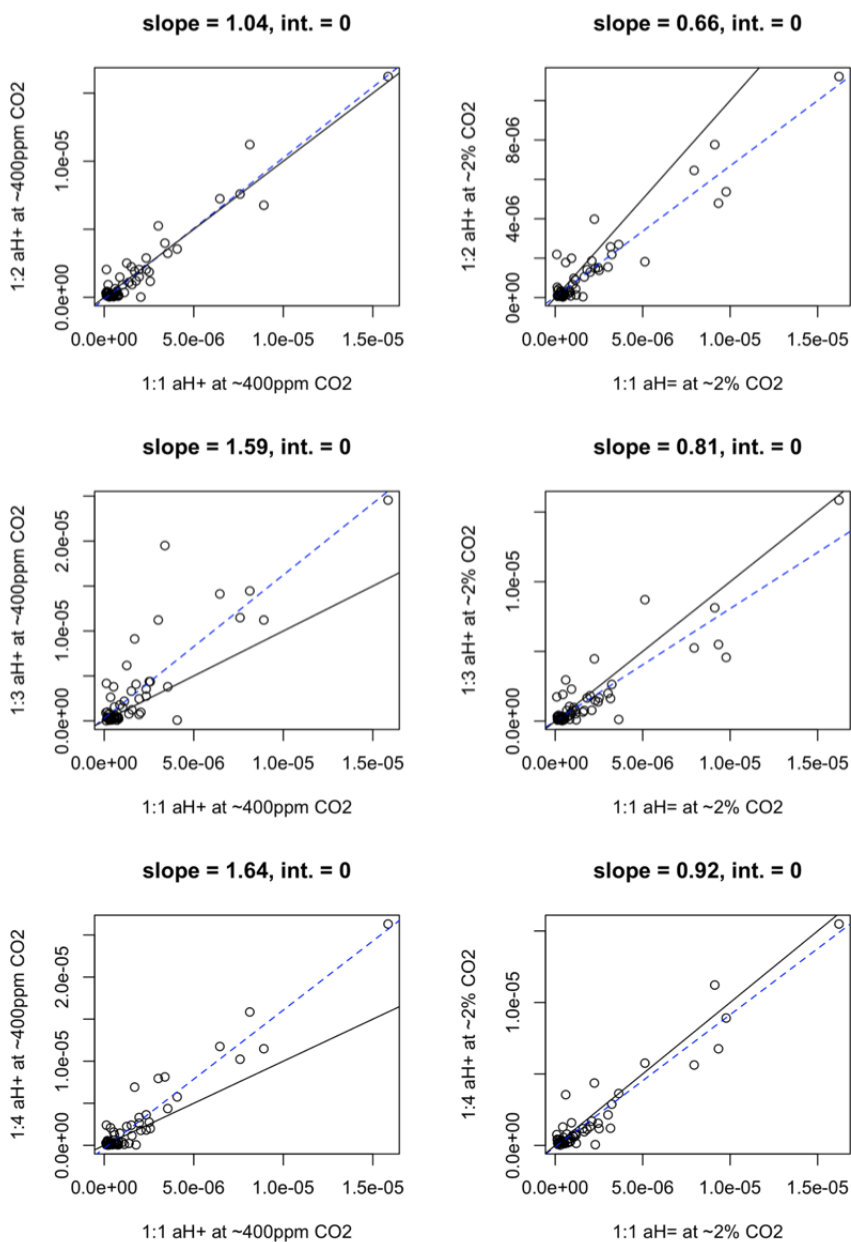 slope = 1.04, int. = 0
1:2 aH+ at ~400ppm CO2
1.0e-05
0.0e+00
0.0e+00 5.0e-06 1.0e-05 1.5e-05
1:1 aH+ at ~400ppm CO2
slope = 0.66, int. = 0
1:2 aH+ at ~2% CO2
8e-06
4e-06
0e+00
0.0e+00 5.0e-06 1.0e-05 1.5e-05
1:1 aH= at ~2% CO2
slope = 1.59, int. = 0
1:3 aH+ at ~400ppm CO2
2.0e-05
1.0e-05
0.0e+00
0.0e+00 5.0e-06 1.0e-05 1.5e-05
1:1 aH+ at ~400ppm CO2
slope = 0.81, int. = 0
1:3 aH+ at ~2% CO2
1.0e-05
0.0e+00
0.0e+00 5.0e-06 1.0e-05 1.5e-05
1:1 aH= at ~2% CO2
slope = 1.64, int. = 0
1:4 aH+ at ~400ppm CO2
2.0e-05
1.0e-05
0.0e+00
0.0e+00 5.0e-06 1.0e-05 1.5e-05
1:1 aH+ at ~400ppm CO2
slope = 0.92, int. = 0
1:4 aH+ at ~2% CO2
1.0e-05
0.0e+00
0.0e+00 5.0e-06 1.0e-05 1.5e-05
1:1 aH= at ~2% CO2